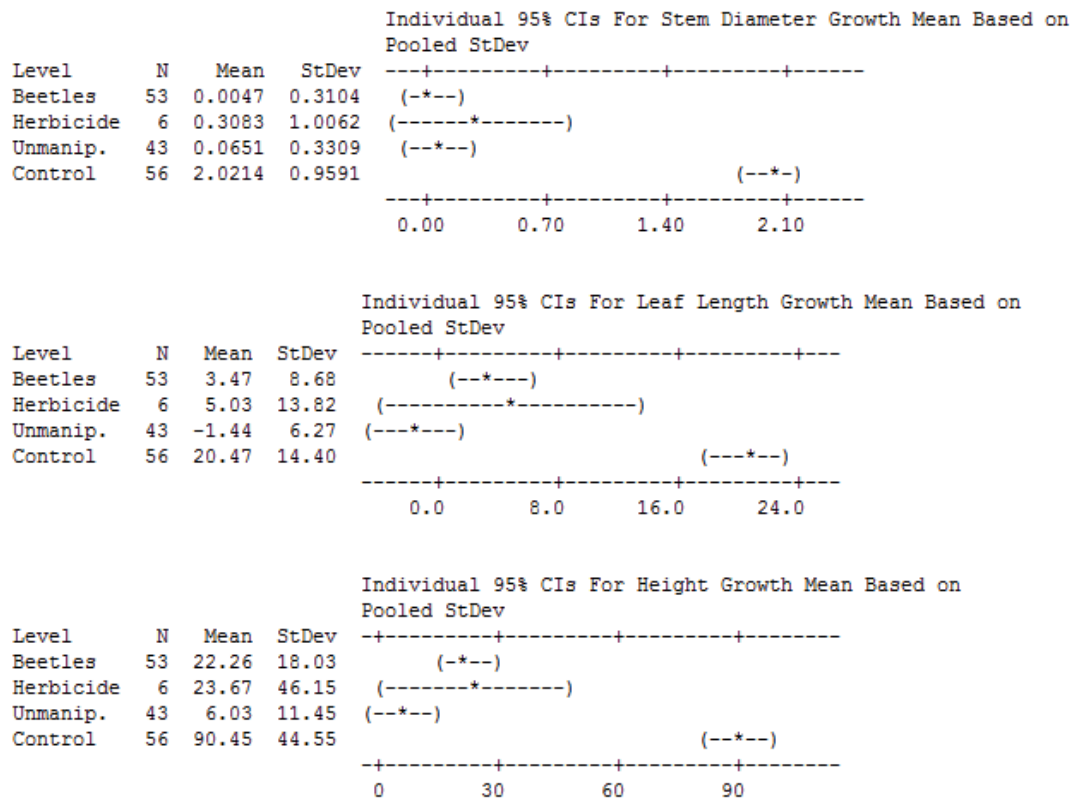 Individual 95% CIs For Stem Diameter Growth Mean Based on
Pooled StDev
Level N Mean StDev ---+---------+---------+---------+------
Beetles 53 0.0047 0.3104 (-*--)
Herbicide 6 0.3083 1.0062 (------*-------)
Unmanip. 43 0.0651 0.3309 (--*--)
Control 56 2.0214 0.9591 (--*-)
---+---------+---------+---------+------
0.00 0.70 1.40 2.10
Individual 95% CIs For Leaf Length Growth Mean Based on
Pooled StDev
Level N Mean StDev ------+---------+---------+---------+---
Beetles 53 3.47 8.68 (--*---)
Herbicide 6 5.03 13.82 (----------*----------)
Unmanip. 43 -1.44 6.27 (---*---)
Control 56 20.47 14.40 (---*--)
------+---------+---------+---------+---
0.0 8.0 16.0 24.0
Individual 95% CIs For Height Growth Mean Based on
Pooled StDev
Level N Mean StDev -+---------+---------+---------+--------
Beetles 53 22.26 18.03 (-*--)
Herbicide 6 23.67 46.15 (-------*-------)
Unmanip. 43 6.03 11.45 (--*--)
Control 56 90.45 44.55 (--*--)
-+---------+---------+---------+--------
0 30 60 90